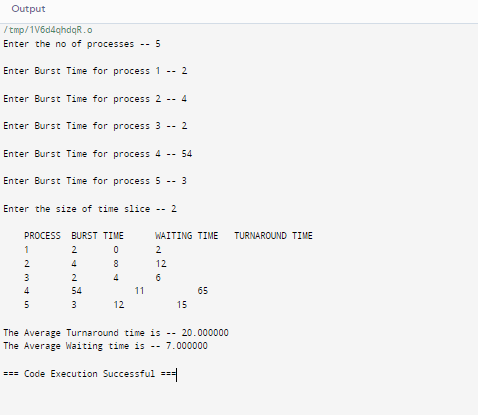 Output
/tmp/1V6d4qhdqR.o
Enter the no of processes -- 5
Enter Burst Time for process 1 -- 2
Enter Burst Time for process 2 -- 4
Enter Burst Time for process 3 -- 2
Enter Burst Time for process 4 -- 54
Enter Burst Time for process 5 -- 3
Enter the size of time slice -- 2
PROCESS BURST TIME WAITING TIME TURNAROUND TIME
1 2 0 2
2 4 8 12
3 2 4 6
4 54 11 65
5 3 12 15
The Average Turnaround time is -- 20.000000
The Average Waiting time is -- 7.000000
=== Code Execution Successful ===